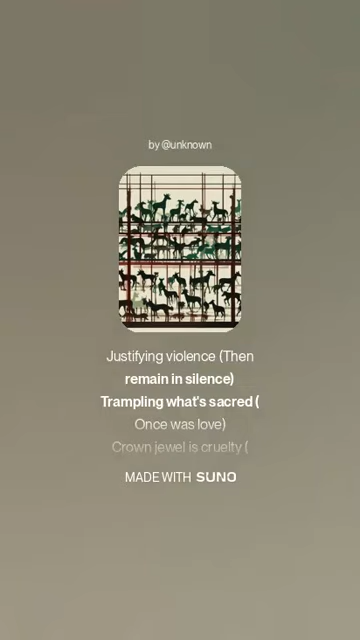 by @unknown
Justifying violence (Then
remain in silence)
Trampling what's sacred (
Once was love)
Crown jewel is cruelty (
MADE WITH SUNO